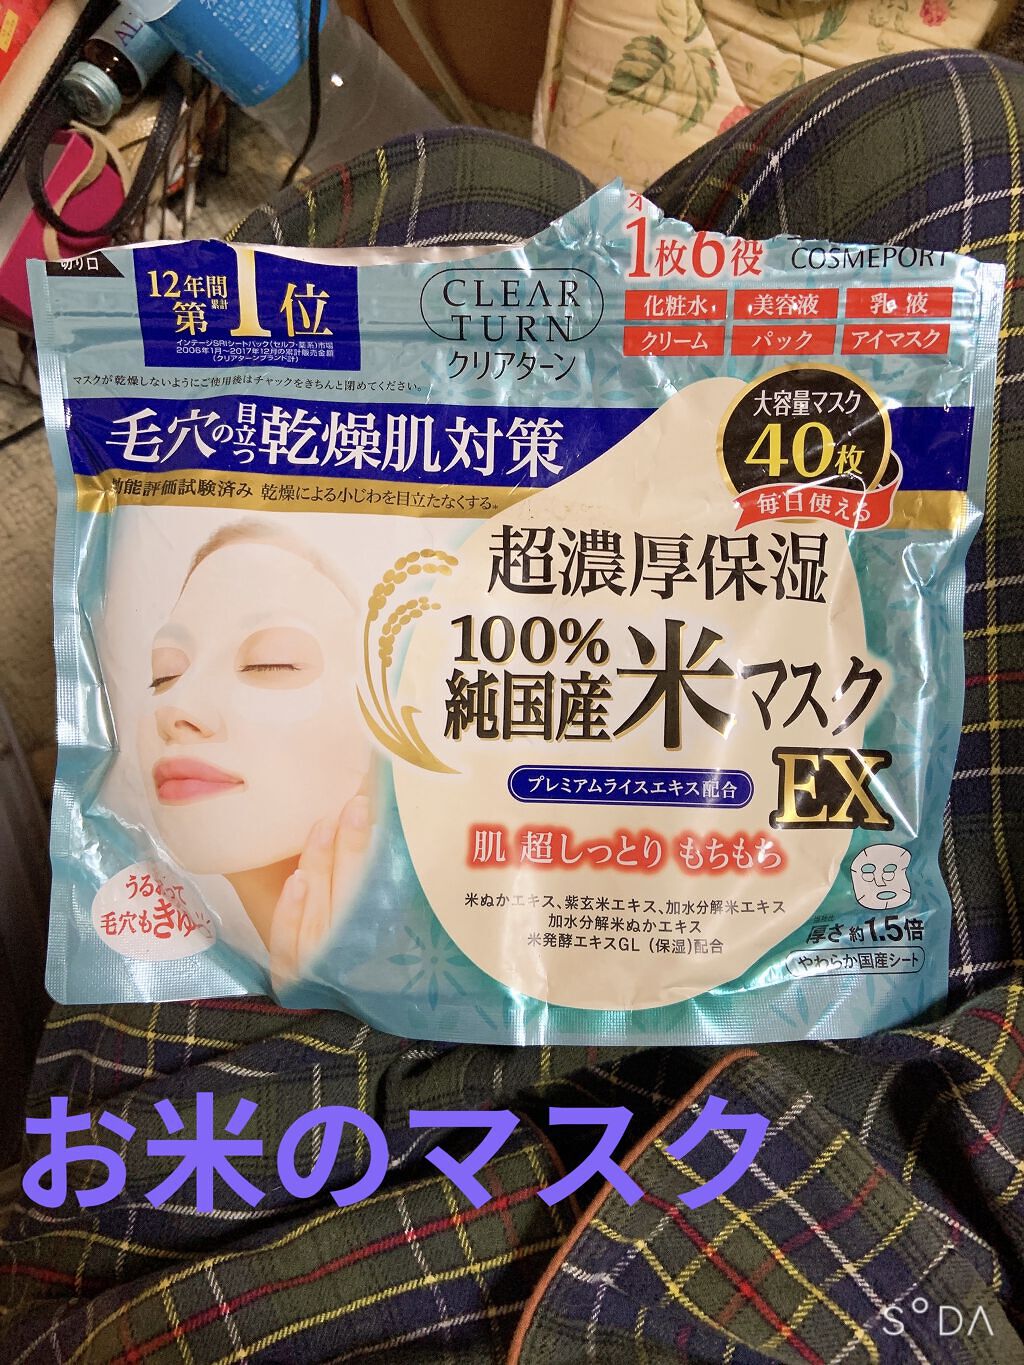 切り口
12年間
第累計1位
インテージSRIシートパック(セルフ・薬系)市場
2006年1月~2017年12月の累計販売金額
(クリアターンブランド計)
CLEAR
TURN
クリアターン
1枚6役
COSMEPORT
化粧水 美容液 乳液
クリーム パック アイマスク
マスクが乾燥しないようにご使用後はチャックをきちんと閉めてください。
毛穴の目立つ乾燥肌対策
効能評価試験済み 乾燥による小じわを目立たなくする。*
大容量マスク
40枚
毎日使える
超濃厚保湿
100%
純国産米マスク
EX
プレミアムライスエキス配合
肌 超しっとり もちもち
米ぬかエキス、紫玄米エキス、加水分解米エキス
加水分解米ぬかエキス
米発酵エキスGL(保湿)配合
うるおって
毛穴もきゅ
当社比
厚さ約1.5倍
やわらか国産シート
お米のマスク
S°DA